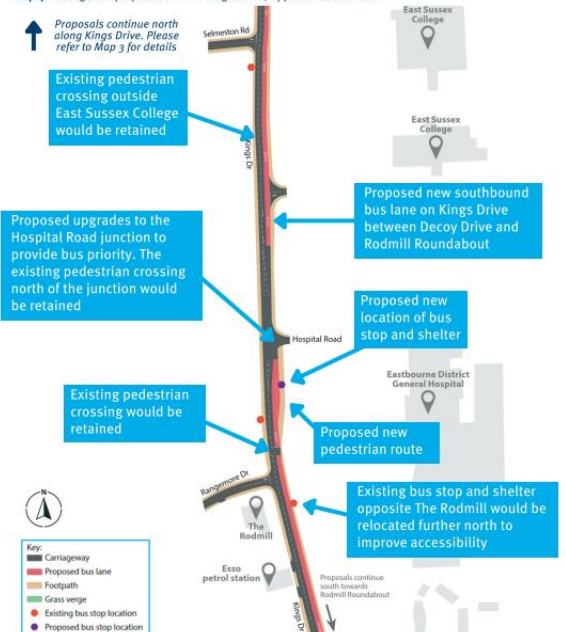 Proposals continue north
along Kings Drive. Please
refer to Map 3 for details
Selmeston Rd
East Sussex
College
Existing pedestrian
crossing outside
East Sussex College
would be retained
Kings Dr
East Sussex
College
Proposed new southbound
bus lane on Kings Drive
between Decoy Drive and
Rodmill Roundabout
Proposed upgrades to the
Hospital Road junction to
provide bus priority. The
existing pedestrian crossing
north of the junction would
be retained
Proposed new
location of bus
stop and shelter
Hospital Road
Eastbourne District
General Hospital
Existing pedestrian
crossing would be
retained
Proposed new
pedestrian route
Rangemore Dr
Existing bus stop and shelter
opposite The Rodmill would be
relocated further north to
improve accessibility
N
The
Rodmill
Esso
petrol station
Proposals continue
south towards
Rodmill Roundabout
Kings Dr
Key:
Carriageway
Proposed bus lane
Footpath
Grass verge
Existing bus stop location
Proposed bus stop location